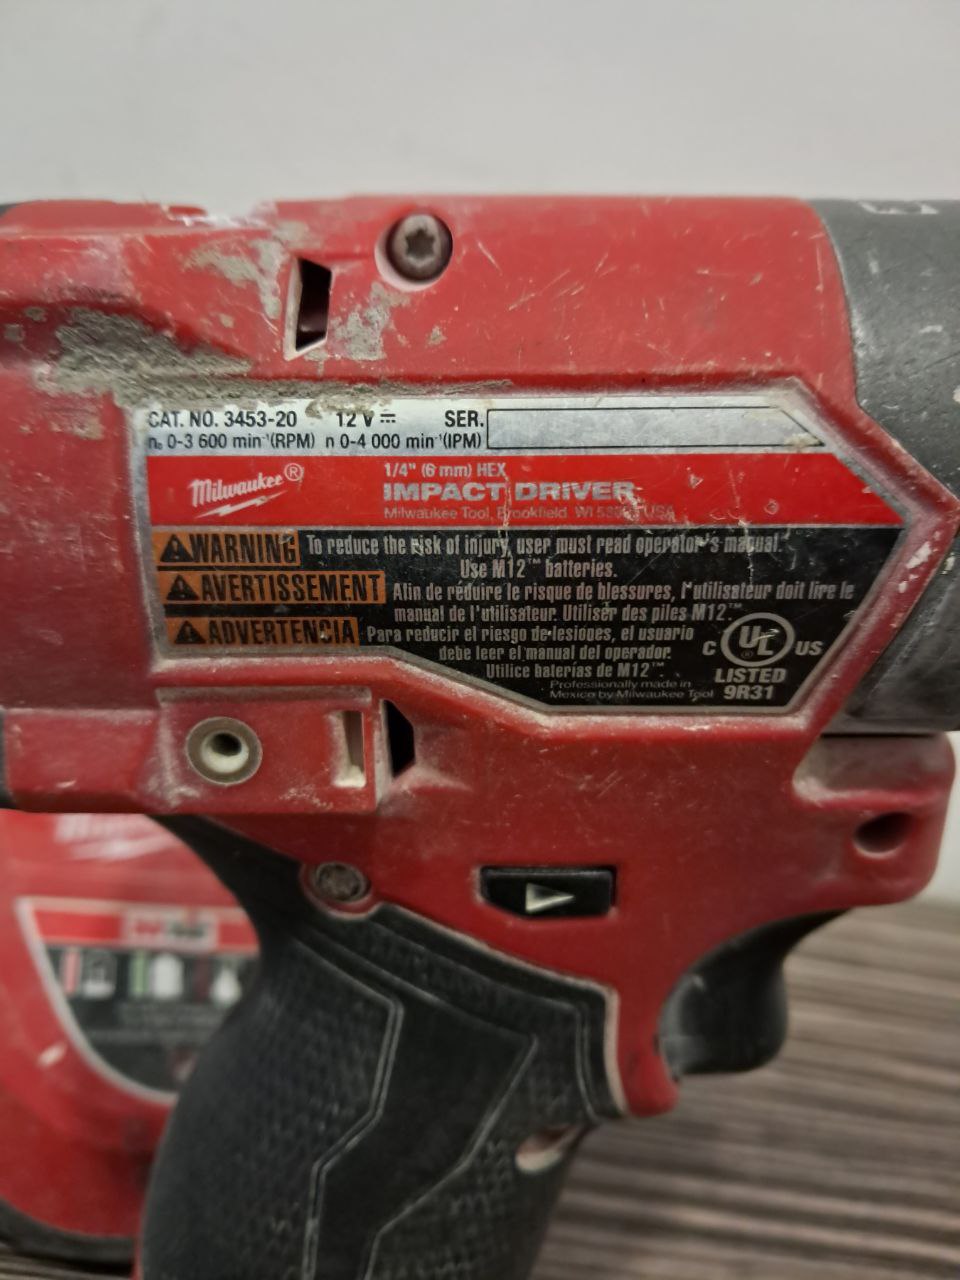 CAT. NO. 3453-20 12 V ⎓ SER.
n₀ 0-3 600 min⁻¹(RPM) n 0-4 000 min⁻¹(IPM)
Milwaukee®
1/4" (6 mm) HEX
IMPACT DRIVER
Milwaukee Tool, Brookfield WI USA
WARNING To reduce the risk of injury, user must read operator's manual.
Use M12™ batteries.
AVERTISSEMENT Afin de réduire le risque de blessures, l'utilisateur doit lire le
manual de l'utilisateur. Utiliser des piles M12™.
ADVERTENCIA Para reducir el riesgo de lesiones, el usuario
debe leer el manual del operador.
Utilice baterías de M12™.
Professionally made in
Mexico by Milwaukee Tool
C UL® US
LISTED
9R31